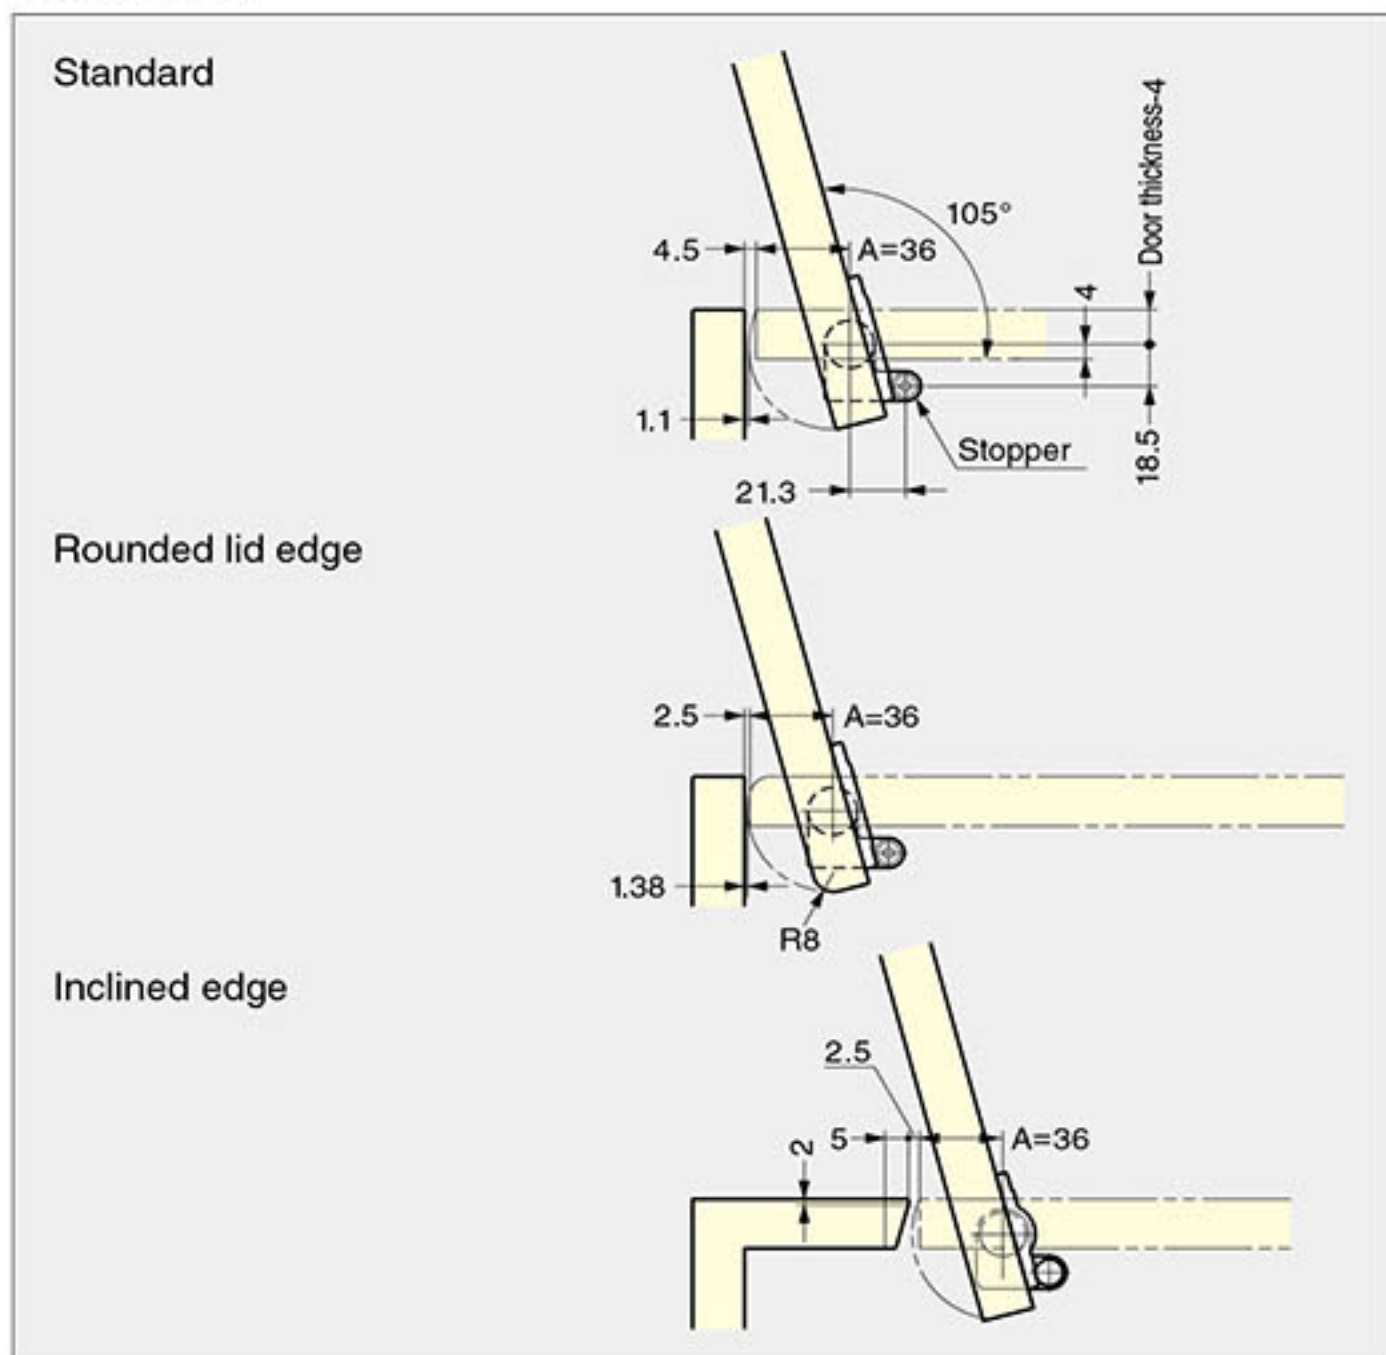 Standard
Door thickness-4
105°
4.5
A=36
4
1.1
Stopper
18.5
21.3
Rounded lid edge
2.5
A=36
1.38
R8
Inclined edge
2.5
2
5
A=36